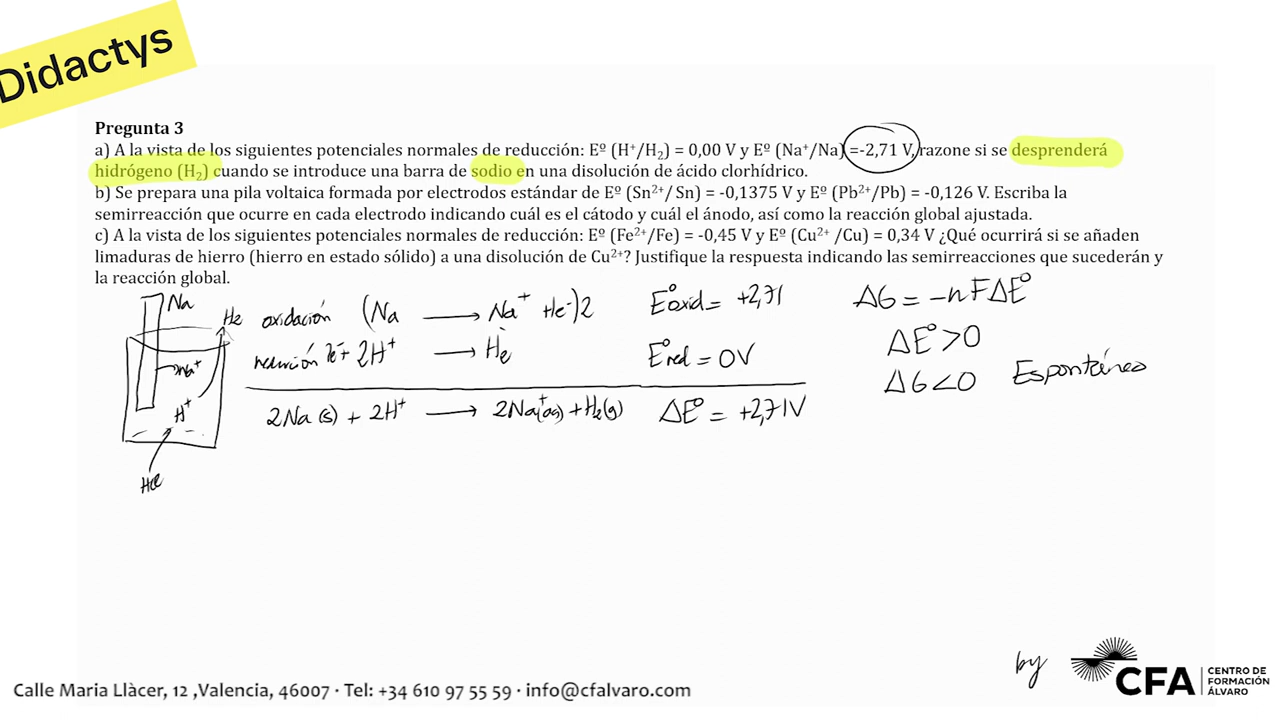 Didactys
Pregunta 3
a) A la vista de los siguientes potenciales normales de reducción: Eº (H⁺/H₂) = 0,00 V y Eº (Na⁺/Na) =-2,71 V, razone si se desprenderá
hidrógeno (H₂) cuando se introduce una barra de sodio en una disolución de ácido clorhídrico.
b) Se prepara una pila voltaica formada por electrodos estándar de Eº (Sn²⁺/ Sn) = -0,1375 V y Eº (Pb²⁺/Pb) = -0,126 V. Escriba la
semirreacción que ocurre en cada electrodo indicando cuál es el cátodo y cuál el ánodo, así como la reacción global ajustada.
c) A la vista de los siguientes potenciales normales de reducción: Eº (Fe²⁺/Fe) = -0,45 V y Eº (Cu²⁺ /Cu) = 0,34 V ¿Qué ocurrirá si se añaden
limaduras de hierro (hierro en estado sólido) a una disolución de Cu²⁺? Justifique la respuesta indicando las semirreacciones que sucederán y
la reacción global.
Na
H₂
Na⁺
H⁺
HCl
oxidación (Na ⟶ Na⁺ + 1e⁻)2 E°oxid = +2,71
reducción 2e⁻ + 2H⁺ ⟶ H₂ E°red = 0V
2Na (s) + 2H⁺ ⟶ 2Na⁺(aq) + H₂(g) ΔE° = +2,71V
ΔG = -nFΔE°
ΔE° > 0
ΔG < 0 Espontáneo
by
CFA CENTRO DE
FORMACIÓN
ÁLVARO
Calle Maria Llàcer, 12 ,Valencia, 46007 · Tel: +34 610 97 55 59 · info@cfalvaro.com